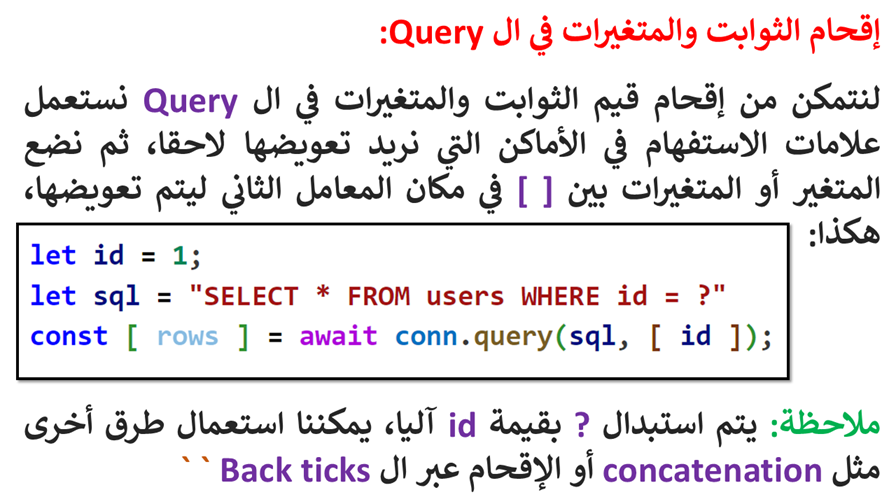 إقحام الثوابت والمتغيرات في ال Query:
لنتمكن من إقحام قيم الثوابت والمتغيرات في ال Query نستعمل
علامات الاستفهام في الأماكن التي نريد تعويضها لاحقا، ثم نضع
المتغير أو المتغيرات بين [ ] في مكان المعامل الثاني ليتم تعويضها،
هكذا:
let id = 1;
let sql = "SELECT * FROM users WHERE id = ?"
const [ rows ] = await conn.query(sql, [ id ]);
ملاحظة: يتم استبدال ? بقيمة id آليا، يمكننا استعمال طرق أخرى
مثل concatenation أو الإقحام عبر ال Back ticks ` `